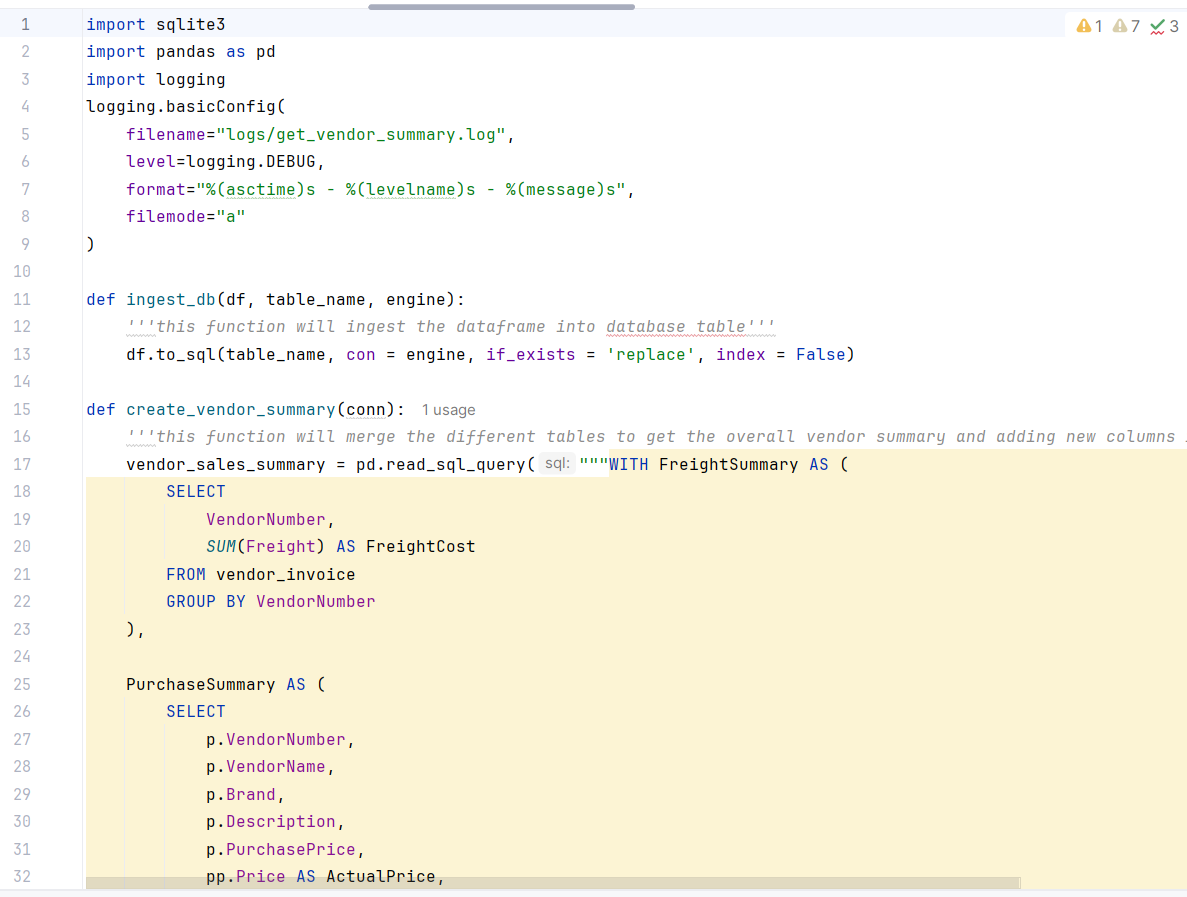 1 import sqlite3
2 import pandas as pd
3 import logging
4 logging.basicConfig(
5 filename="logs/get_vendor_summary.log",
6 level=logging.DEBUG,
7 format="%(asctime)s - %(levelname)s - %(message)s",
8 filemode="a"
9 )
10
11 def ingest_db(df, table_name, engine):
12 '''this function will ingest the dataframe into database table'''
13 df.to_sql(table_name, con = engine, if_exists = 'replace', index = False)
14
15 def create_vendor_summary(conn): 1 usage
16 '''this function will merge the different tables to get the overall vendor summary and adding new columns
17 vendor_sales_summary = pd.read_sql_query( sql: """WITH FreightSummary AS (
18 SELECT
19 VendorNumber,
20 SUM(Freight) AS FreightCost
21 FROM vendor_invoice
22 GROUP BY VendorNumber
23 ),
24
25 PurchaseSummary AS (
26 SELECT
27 p.VendorNumber,
28 p.VendorName,
29 p.Brand,
30 p.Description,
31 p.PurchasePrice,
32 pp.Price AS ActualPrice,
1 7 3